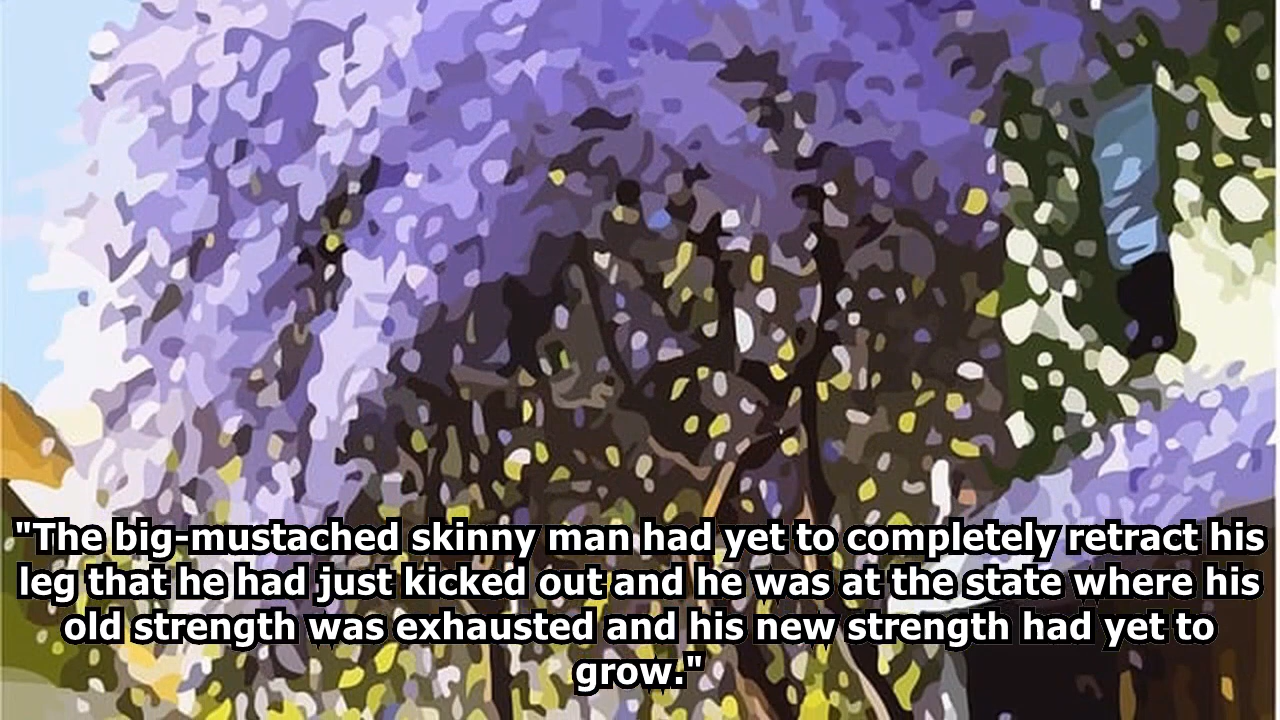 "The big-mustached skinny man had yet to completely retract his
leg that he had just kicked out and he was at the state where his
old strength was exhausted and his new strength had yet to
grow."